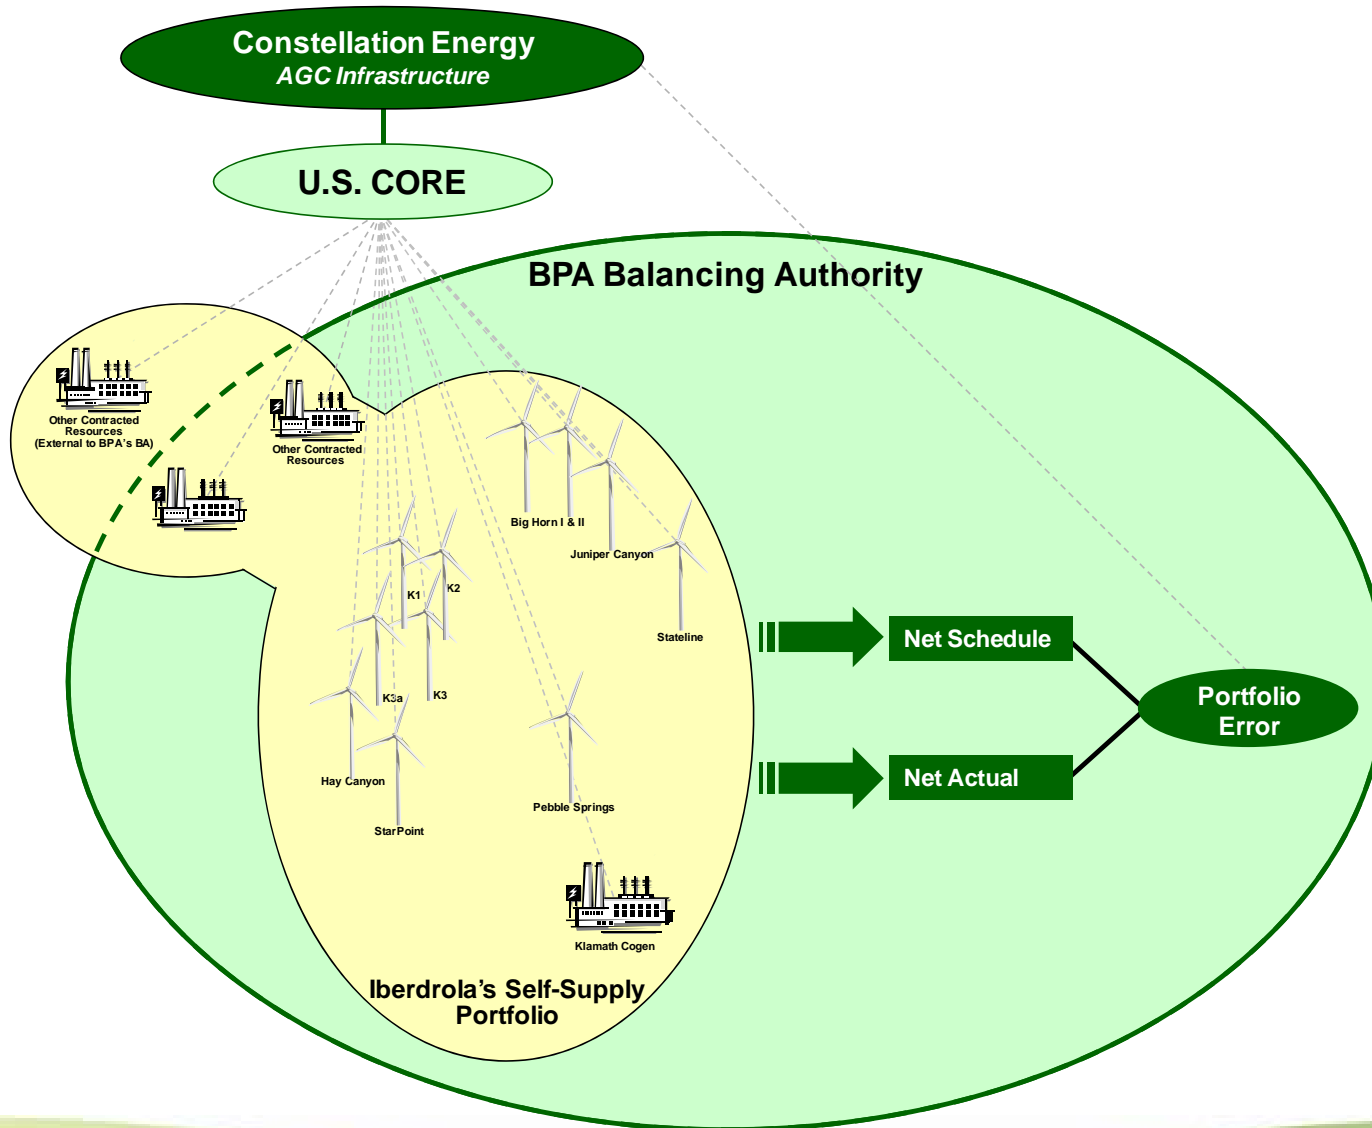 Constellation Energy
AGC Infrastructure
U.S. CORE
BPA Balancing Authority
Other Contracted
Resources
(External to BPA's BA)
Other Contracted
Resources
Big Horn I & II
Juniper Canyon
K1
K2
Stateline
K3a
K3
Hay Canyon
StarPoint
Pebble Springs
Klamath Cogen
Iberdrola's Self-Supply
Portfolio
Net Schedule
Net Actual
Portfolio
Error